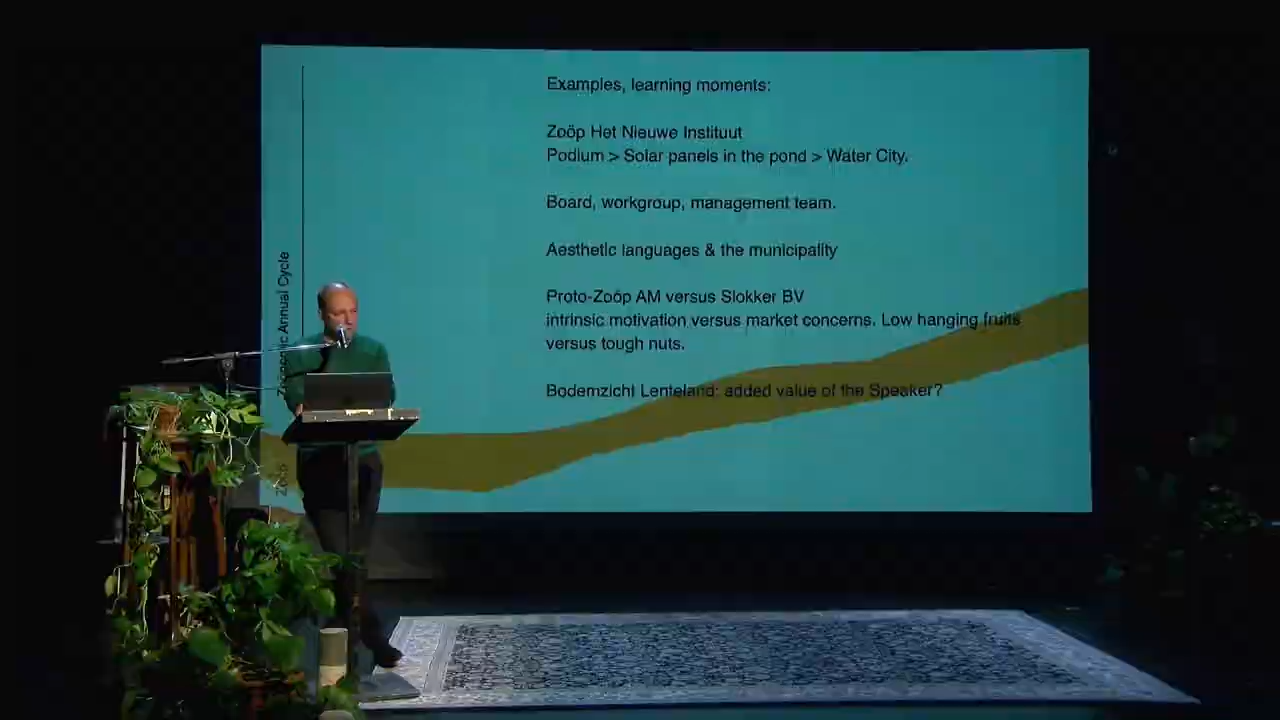 Examples, learning moments:
Zoöp Het Nieuwe Instituut
Podium > Solar panels in the pond > Water City.
Board, workgroup, management team.
Aesthetic languages & the municipality
Proto-Zoöp AM versus Slokker BV
intrinsic motivation versus market concerns. Low hanging fruits
versus tough nuts.
Bodemzicht Lenteland: added value of the Speaker?
Annual Cycle
Zoöp